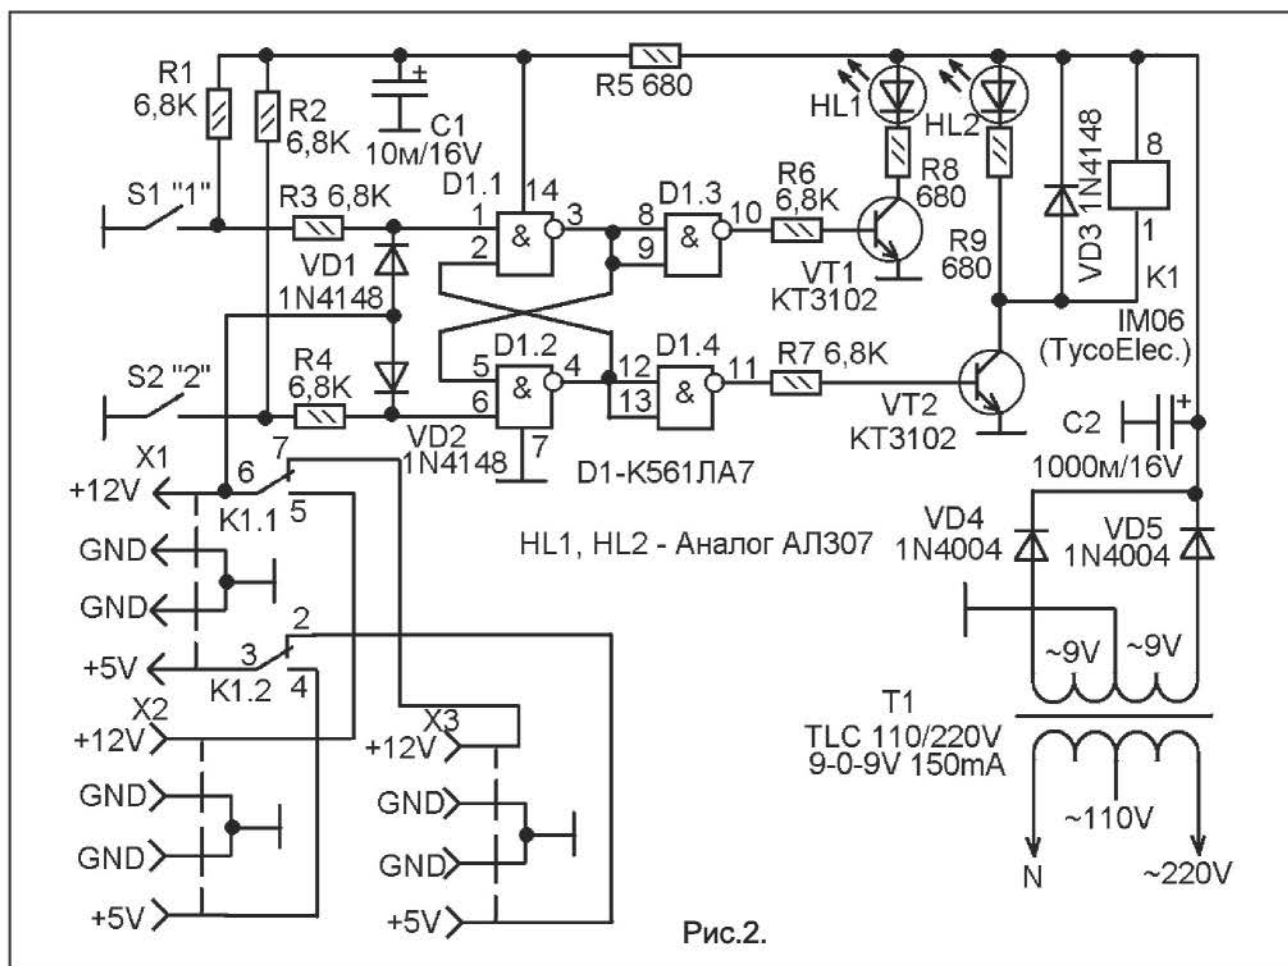 R1
6,8K
R2
6,8K
+
C1
10м/16V
R5 680
HL1
HL2
R8
680
R9
680
VD3 1N4148
8
1
K1
IM06
(TycoElec.)
S1 "1"
R3 6,8K
D1.1
14
1
2
&
3
D1.3
8
9
&
10
R6
6,8K
VT1
КТ3102
VD1
1N4148
S2 "2"
R4
6,8K
VD2
1N4148
D1.2
5
6
&
4
7
D1.4
12
13
&
11
R7 6,8K
VT2
КТ3102
C2
+
1000м/16V
D1-К561ЛА7
HL1, HL2 - Аналог АЛ307
X1
+12V
GND
GND
+5V
6
7
5
K1.1
3
2
4
K1.2
X2
+12V
GND
GND
+5V
X3
+12V
GND
GND
+5V
VD4
1N4004
VD5
1N4004
~9V
~9V
T1
TLC 110/220V
9-0-9V 150mA
~110V
N
~220V
Рис.2.